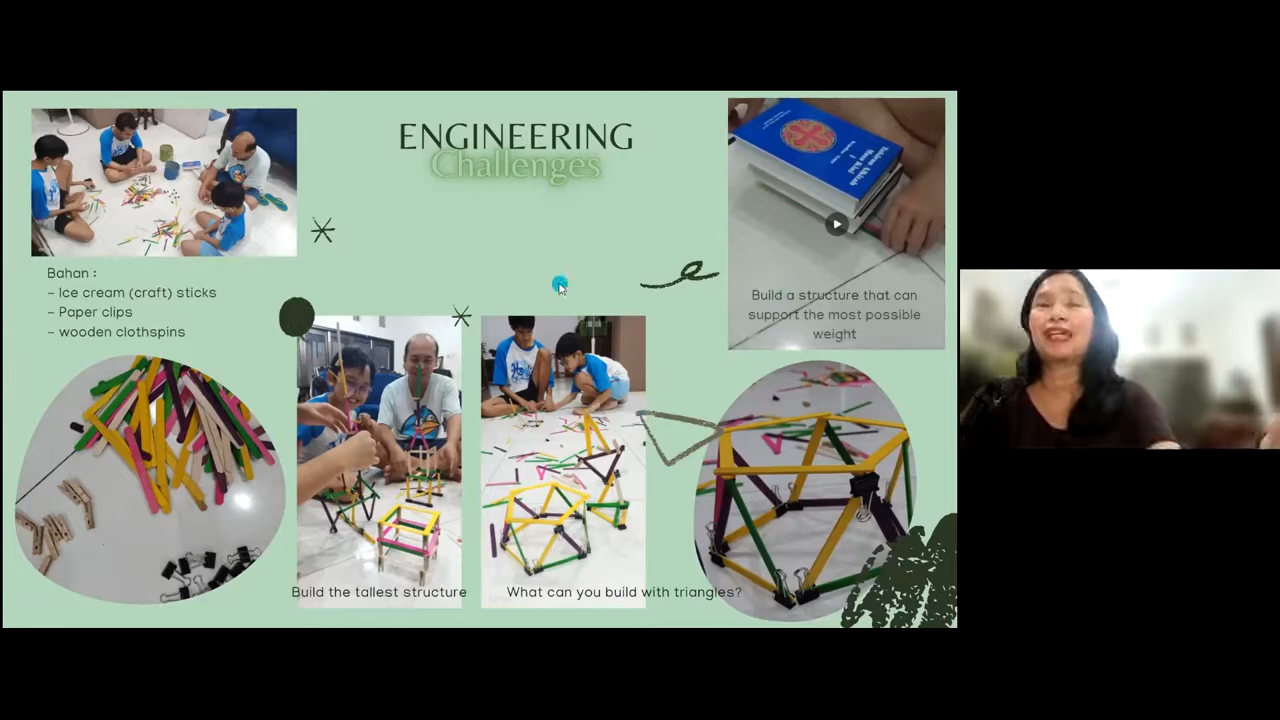 ENGINEERING
Challenges
Bahan :
- Ice cream (craft) sticks
- Paper clips
- wooden clothspins
Build a structure that can
support the most possible
weight
Build the tallest structure
What can you build with triangles?